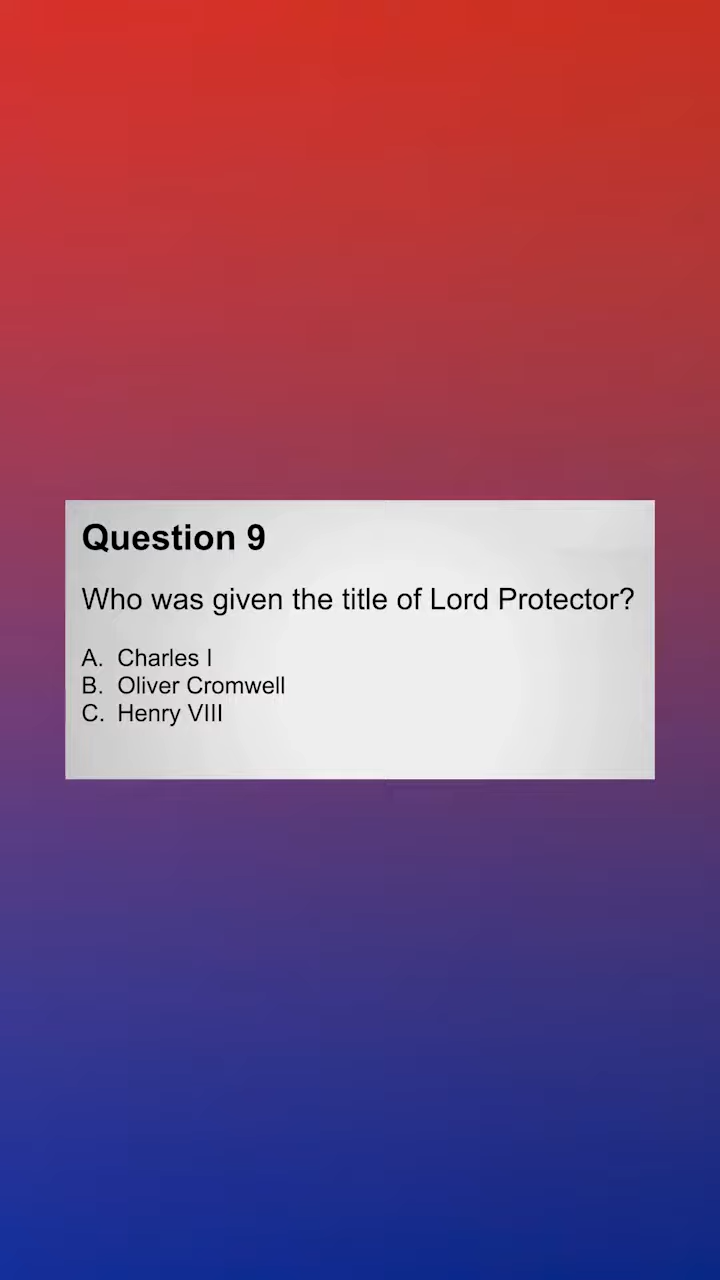 Question 9
Who was given the title of Lord Protector?
A. Charles I
B. Oliver Cromwell
C. Henry VIII